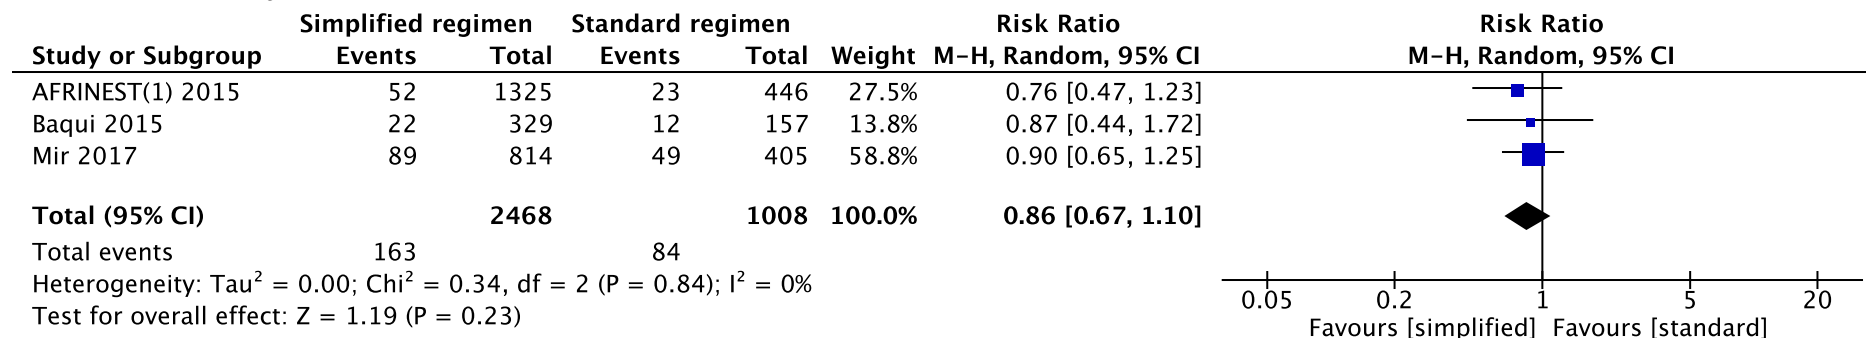 Simplified regimen Standard regimen Risk Ratio Risk Ratio
Study or Subgroup Events Total Events Total Weight M-H, Random, 95% CI M-H, Random, 95% CI
AFRINEST(1) 2015 52 1325 23 446 27.5% 0.76 [0.47, 1.23]
Baqui 2015 22 329 12 157 13.8% 0.87 [0.44, 1.72]
Mir 2017 89 814 49 405 58.8% 0.90 [0.65, 1.25]
Total (95% CI) 2468 1008 100.0% 0.86 [0.67, 1.10]
Total events 163 84
Heterogeneity: Tau² = 0.00; Chi² = 0.34, df = 2 (P = 0.84); I² = 0%
Test for overall effect: Z = 1.19 (P = 0.23)
0.05 0.2 1 5 20
Favours [simplified] Favours [standard]